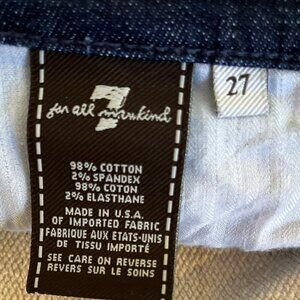 7
for all mankind
27
98% COTTON
2% SPANDEX
98% COTON
2% ELASTHANE
MADE IN U.S.A.
OF IMPORTED FABRIC
FABRIQUE AUX ETATS-UNIS
DE TISSU IMPORTÉ
SEE CARE ON REVERSE
REVERS SUR LE SOINS